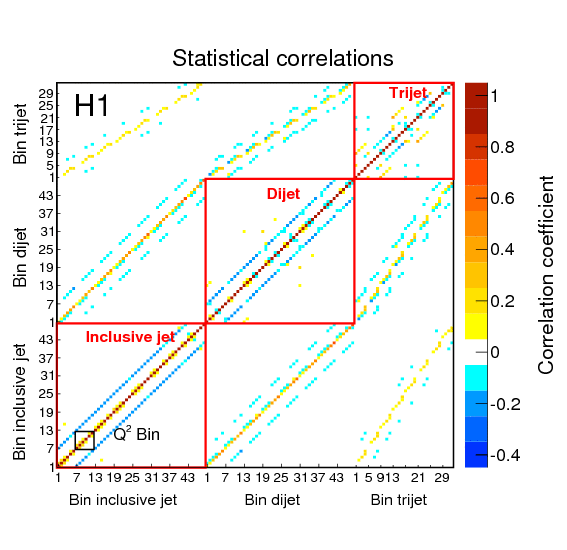 Statistical correlations
H1
Trijet
Dijet
Inclusive jet
Q² Bin
Bin trijet
29
25
21
17
13
9
5
1
Bin dijet
43
37
31
25
19
13
7
1
Bin inclusive jet
43
37
31
25
19
13
7
1
1 7 13 19 25 31 37 43 1 7 13 19 25 31 37 43 1 5 9 13 21 29
Bin inclusive jet Bin dijet Bin trijet
1
0.8
0.6
0.4
0.2
0
-0.2
-0.4
Correlation coefficient